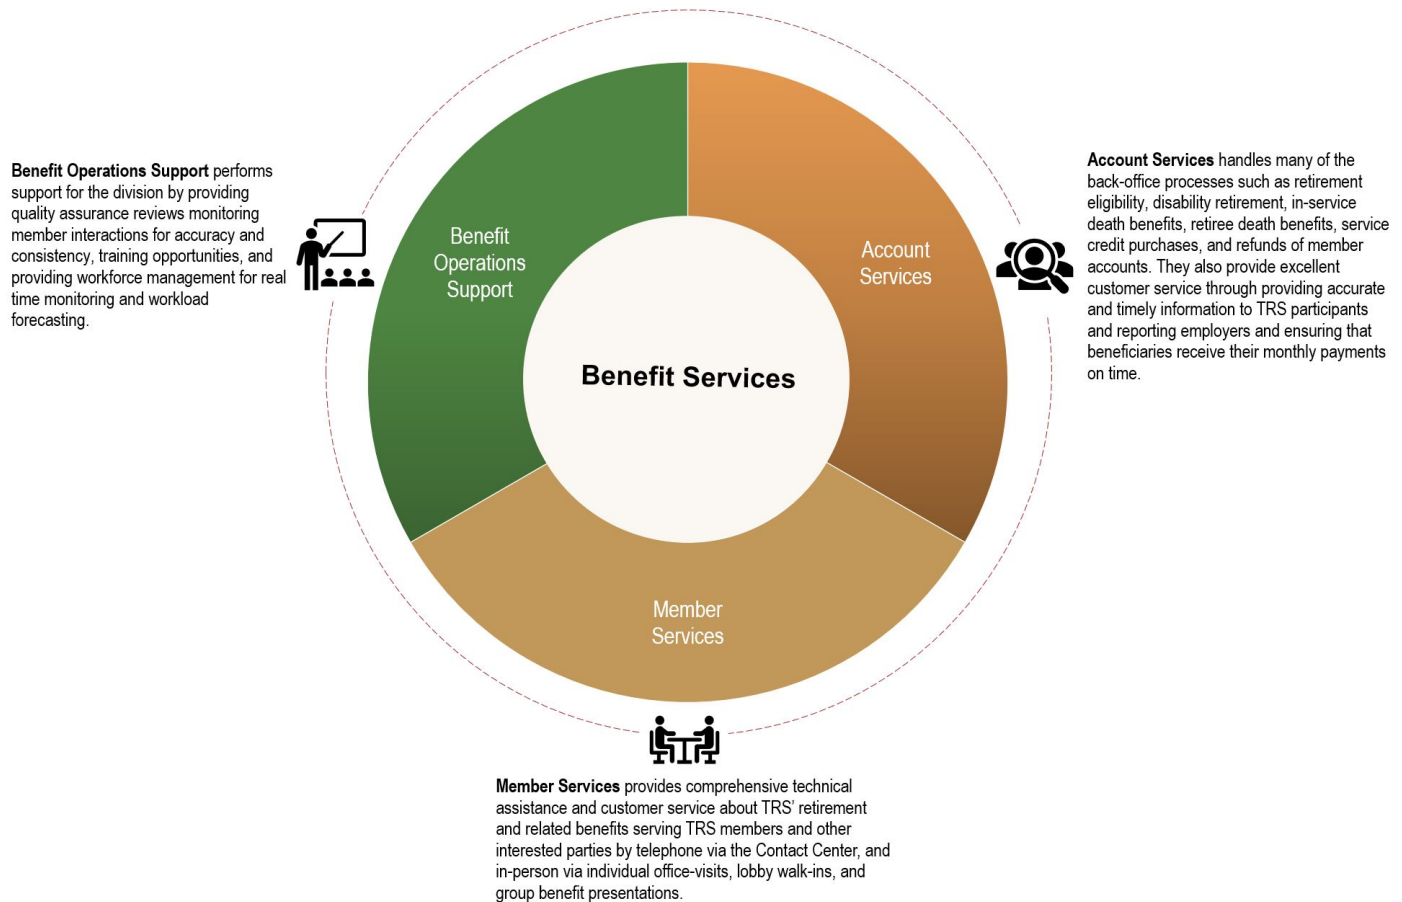 Benefit Operations Support performs
support for the division by providing
quality assurance reviews monitoring
member interactions for accuracy and
consistency, training opportunities, and
providing workforce management for real
time monitoring and workload
forecasting.
Benefit
Operations
Support
Account
Services
Benefit Services
Member
Services
Account Services handles many of the
back-office processes such as retirement
eligibility, disability retirement, in-service
death benefits, retiree death benefits, service
credit purchases, and refunds of member
accounts. They also provide excellent
customer service through providing accurate
and timely information to TRS participants
and reporting employers and ensuring that
beneficiaries receive their monthly payments
on time.
Member Services provides comprehensive technical
assistance and customer service about TRS’ retirement
and related benefits serving TRS members and other
interested parties by telephone via the Contact Center, and
in-person via individual office-visits, lobby walk-ins, and
group benefit presentations.